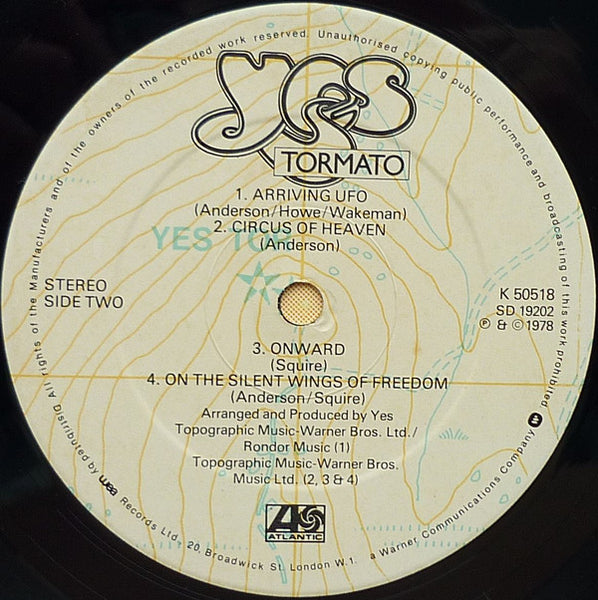 All rights of the Manufacturers and of the owners of the recorded work reserved. Unauthorised copying public performance and broadcasting of this work prohibited
YES
TORMATO
1. ARRIVING UFO
(Anderson/Howe/Wakeman)
2. CIRCUS OF HEAVEN
(Anderson)
YES TOR
STEREO
SIDE TWO
K 50518
SD 19202
Ⓟ & © 1978
3. ONWARD
(Squire)
4. ON THE SILENT WINGS OF FREEDOM
(Anderson/Squire)
Arranged and Produced by Yes
Topographic Music-Warner Bros. Ltd./
Rondor Music (1)
Topographic Music-Warner Bros.
Music Ltd. (2, 3 & 4)
ATLANTIC
Distributed by wea Records Ltd., 20, Broadwick St. London W.1. a Warner Communications Company